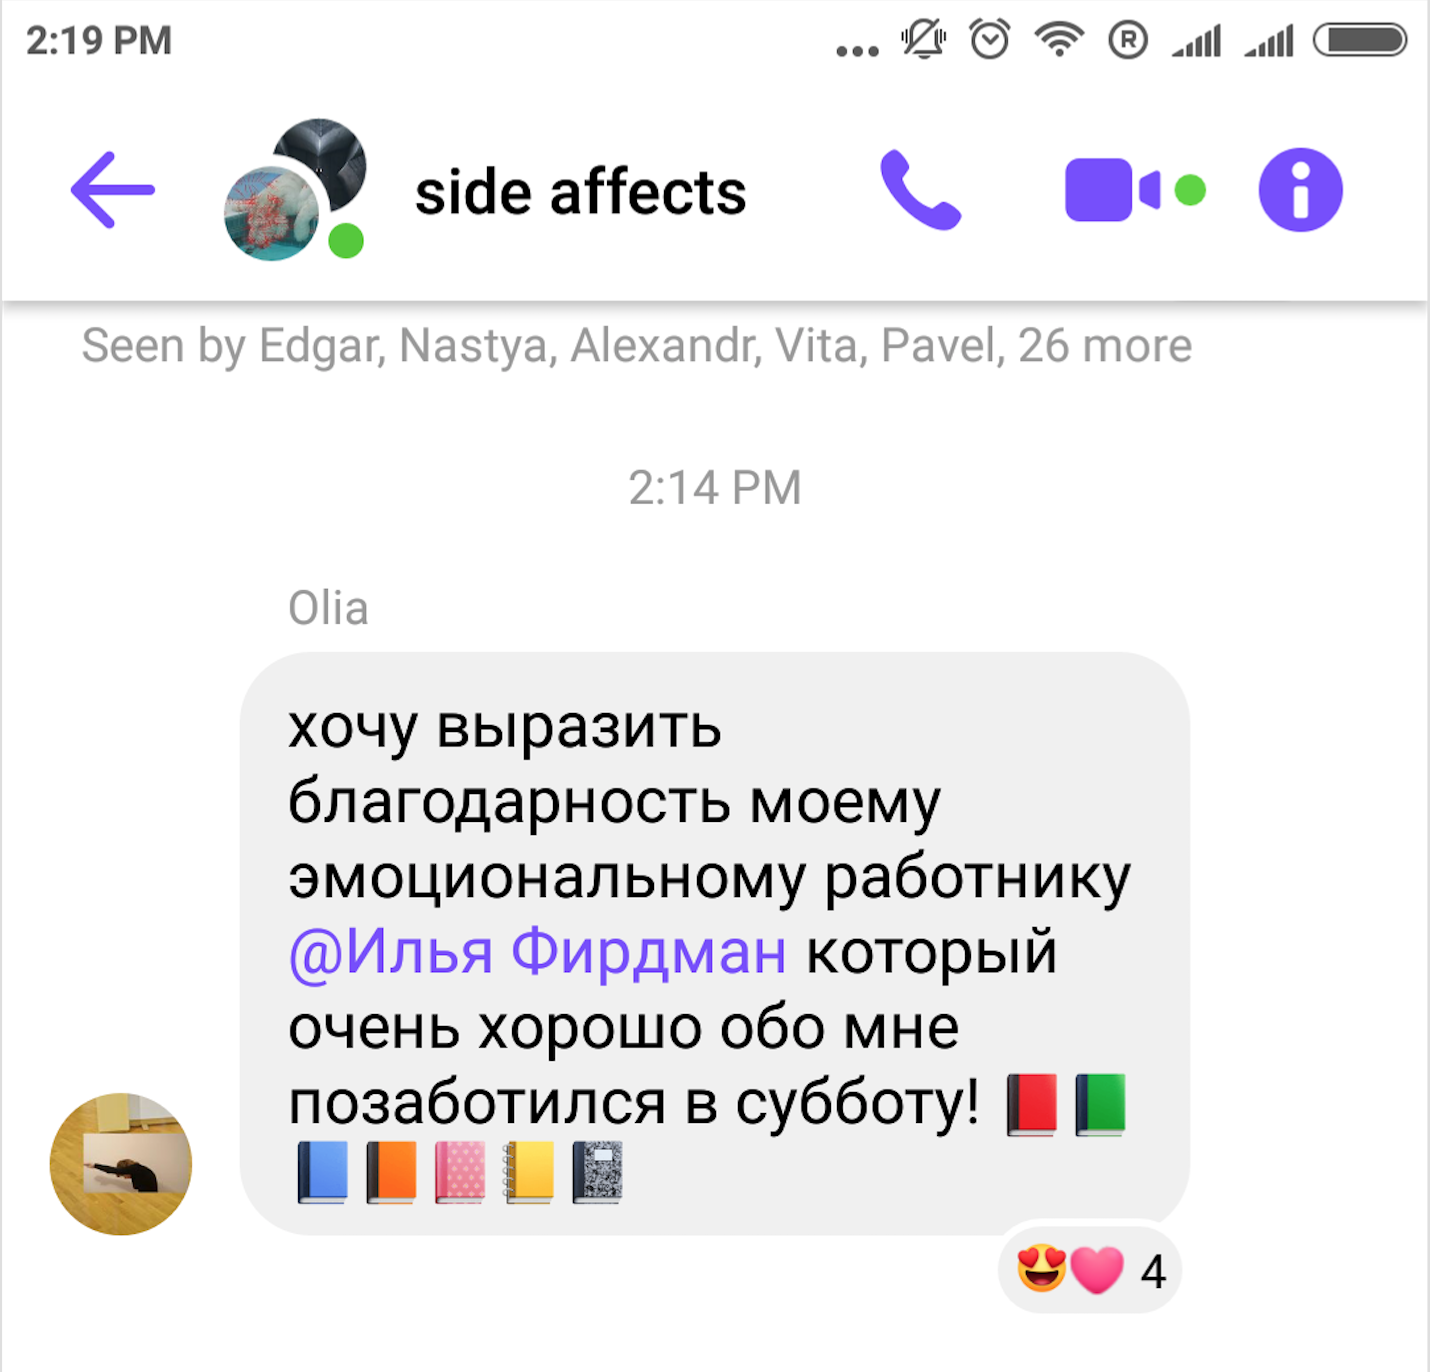 2:19 PM
side affects
Seen by Edgar, Nastya, Alexandr, Vita, Pavel, 26 more
2:14 PM
Olia
хочу выразить
благодарность моему
эмоциональному работнику
@Илья Фирдман который
очень хорошо обо мне
позаботился в субботу! 📕📗
📘📙💟📒📓
4